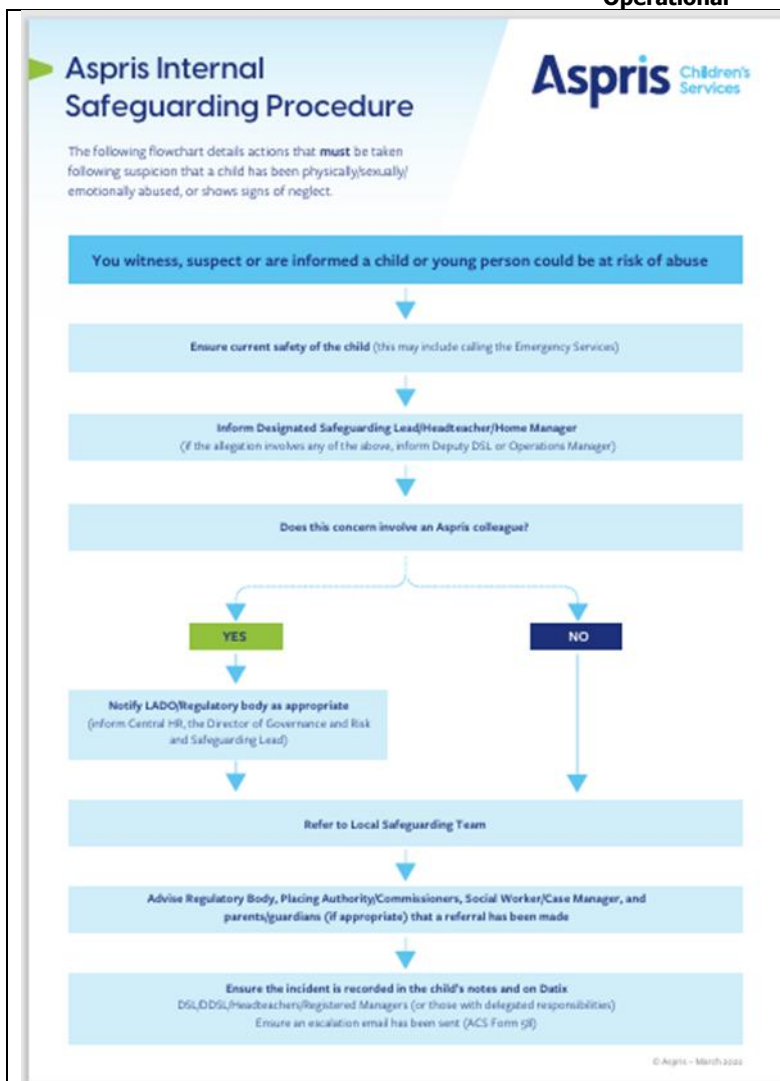 Operational
Aspris Internal
Safeguarding Procedure
Aspris Children's
Services
The following flowchart details actions that must be taken
following suspicion that a child has been physically/sexually/
emotionally abused, or shows signs of neglect.
You witness, suspect or are informed a child or young person could be at risk of abuse
Ensure current safety of the child (this may include calling the Emergency Services)
Inform Designated Safeguarding Lead/Headteacher/Home Manager
(if the allegation involves any of the above, inform Deputy DSL or Operations Manager)
Does this concern involve an Aspris colleague?
YES
NO
Notify LADO/Regulatory body as appropriate
(inform Central HR, the Director of Governance and Risk
and Safeguarding Lead)
Refer to Local Safeguarding Team
Advise Regulatory Body, Placing Authority/Commissioners, Social Worker/Case Manager, and
parents/guardians (if appropriate) that a referral has been made
Ensure the incident is recorded in the child's notes and on Datix
DSL/DDSL/Headteachers/Registered Managers (or those with delegated responsibilities)
Ensure an escalation email has been sent (ACS Form 58)
© Aspris – March 2022